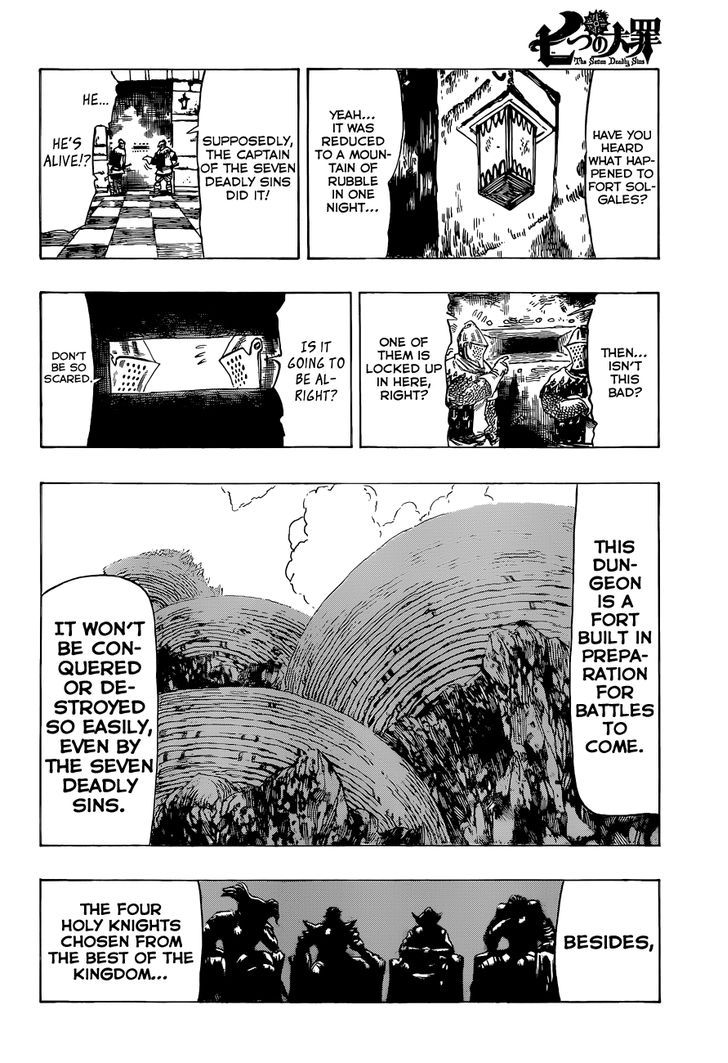 七つの大罪
The Seven Deadly Sins
HAVE YOU
HEARD
WHAT HAP-
PENED TO
FORT SOL-
GALES?
YEAH...
IT WAS
REDUCED
TO A MOUN-
TAIN OF
RUBBLE
IN ONE
NIGHT...
SUPPOSEDLY,
THE CAPTAIN
OF THE SEVEN
DEADLY SINS
DID IT!
HE...
HE'S
ALIVE!?
THEN...
ISN'T
THIS
BAD?
ONE OF
THEM IS
LOCKED UP
IN HERE,
RIGHT?
IS IT
GOING TO
BE AL-
RIGHT?
DON'T
BE SO
SCARED.
THIS
DUN-
GEON
IS A
FORT
BUILT IN
PREPA-
RATION
FOR
BATTLES
TO
COME.
IT WON'T
BE CON-
QUERED
OR DE-
STROYED
SO EASILY,
EVEN BY
THE SEVEN
DEADLY
SINS.
BESIDES,
THE FOUR
HOLY KNIGHTS
CHOSEN FROM
THE BEST OF THE
KINGDOM...